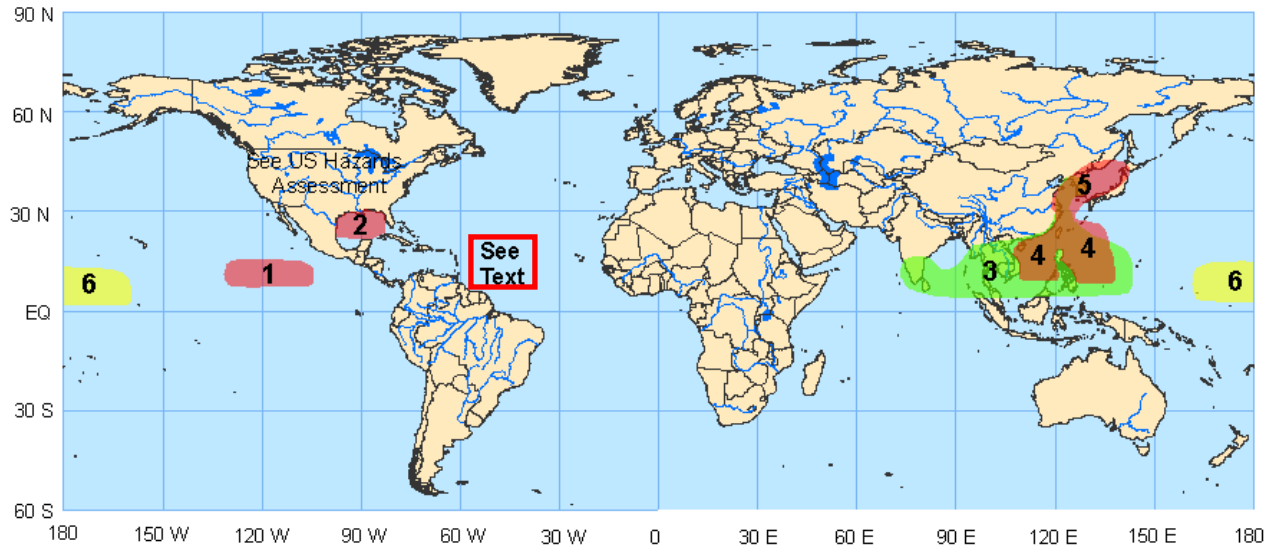 90 N
60 N
See US Hazards
Assessment
5
30 N
2
See
Text
4
4
3
1
6
6
EQ
30 S
60 S
180
150 W
120 W
90 W
60 W
30 W
0
30 E
60 E
90 E
120 E
150 E
180